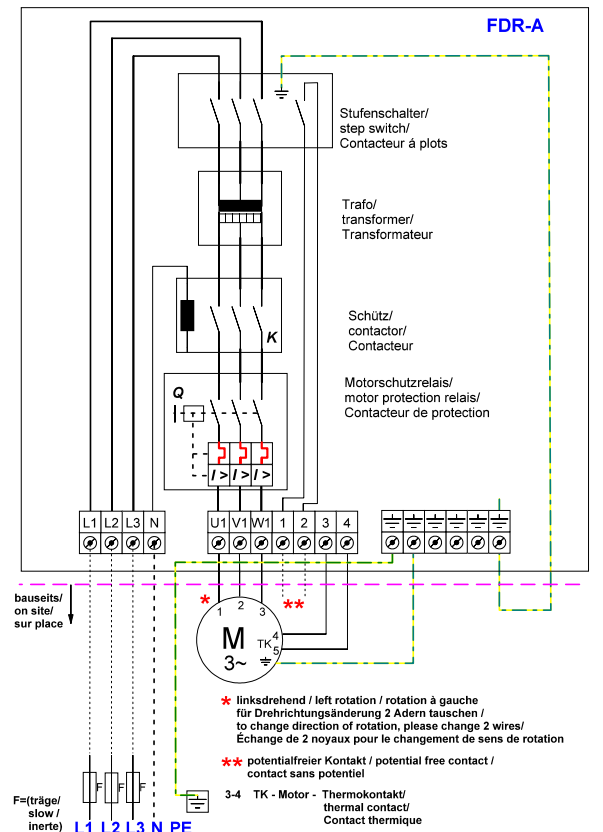 FDR-A
Stufenschalter/
step switch/
Contacteur á plots
Trafo/
transformer/
Transformateur
Schütz/
contactor/
Contacteur
K
Motorschutzrelais/
motor protection relais/
Contacteur de protection
Q
I > I > I >
L1 L2 L3 N U1 V1 W1 1 2 3 4
bauseits/
on site/
sur place
* **
1 2 3
M
3~
TK 4
5
* linksdrehend / left rotation / rotation à gauche
für Drehrichtungsänderung 2 Adern tauschen /
to change direction of rotation, please change 2 wires/
Échange de 2 noyaux pour le changement de sens de rotation
** potentialfreier Kontakt / potential free contact /
contact sans potentiel
3-4 TK - Motor - Thermokontakt/
thermal contact/
Contact thermique
F F F
F=(träge/
slow /
inerte)
L1 L2 L3 N PE